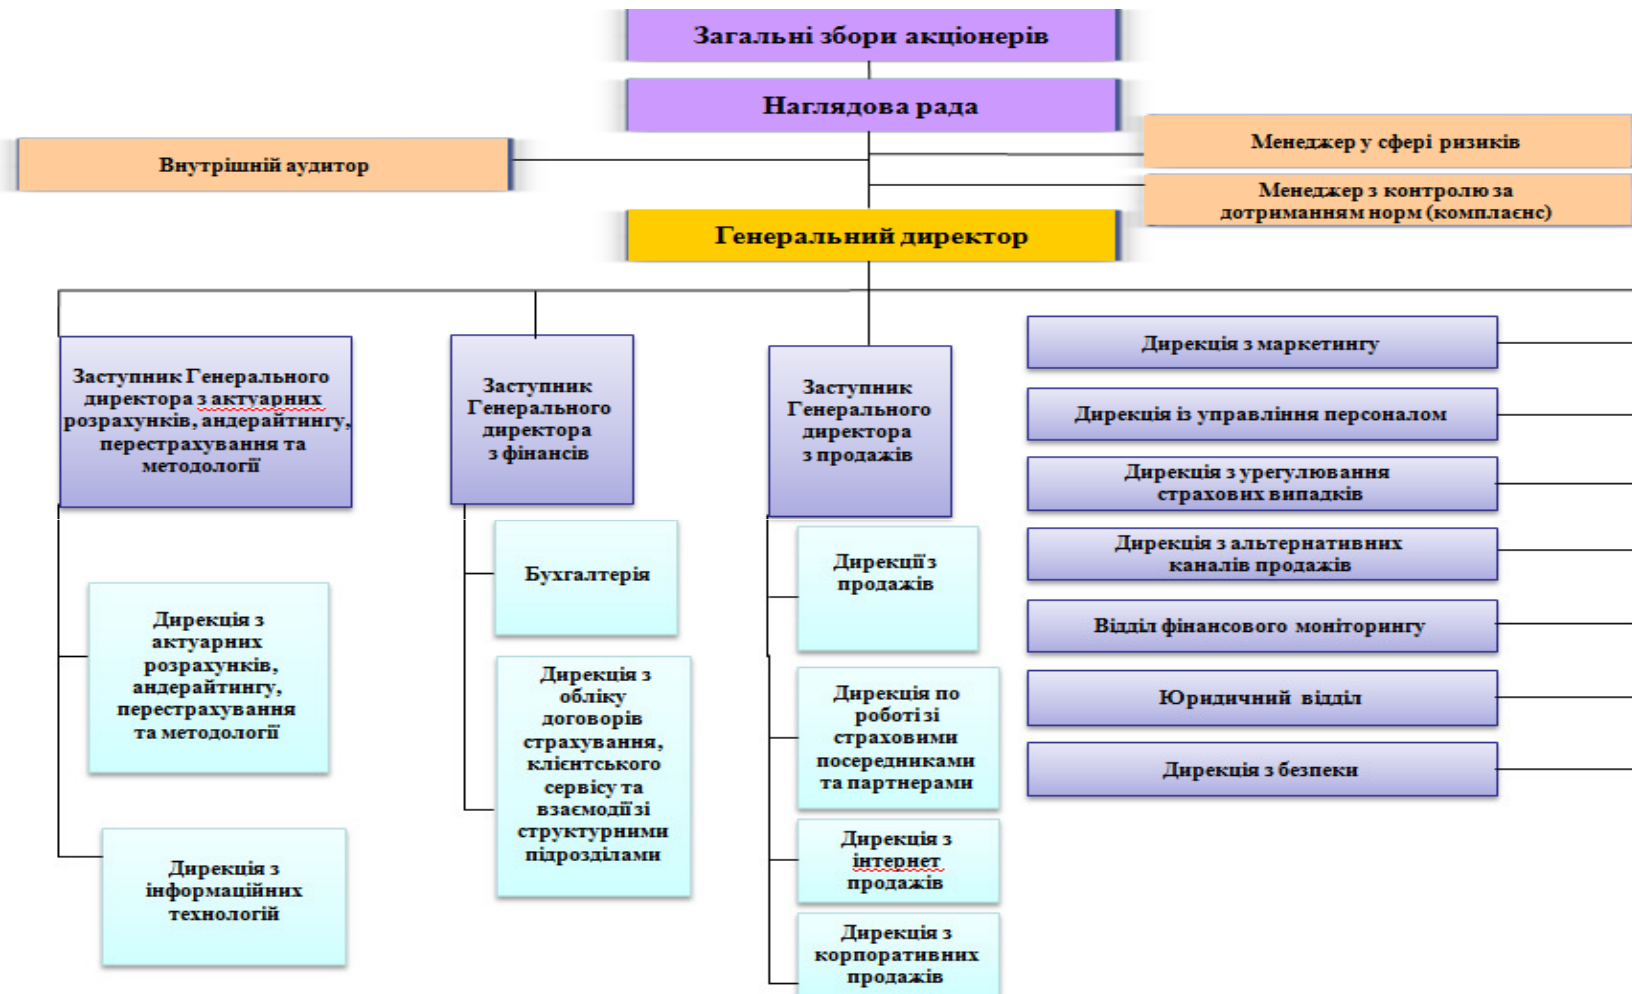 Загальні збори акціонерів
Наглядова рада
Внутрішній аудитор
Менеджер у сфері ризиків
Менеджер з контролю за
дотриманням норм (комплаєнс)
Генеральний директор
Заступник Генерального
директора з актуарних
розрахунків, андерайтингу,
перестрахування та
методології
Дирекція з
актуарних
розрахунків,
андерайтингу,
перестрахування
та методології
Дирекція з
інформаційних
технологій
Заступник
Генерального
директора
з фінансів
Бухгалтерія
Дирекція з
обліку
договорів
страхування,
клієнтського
сервісу та
взаємодії зі
структурними
підрозділами
Заступник
Генерального
директора
з продажів
Дирекції з
продажів
Дирекція по
роботі зі
страховими
посередниками
та партнерами
Дирекція з
інтернет
продажів
Дирекція з
корпоративних
продажів
Дирекція з маркетингу
Дирекція із управління персоналом
Дирекція з урегулювання
страхових випадків
Дирекція з альтернативних
каналів продажів
Відділ фінансового моніторингу
Юридичний відділ
Дирекція з безпеки